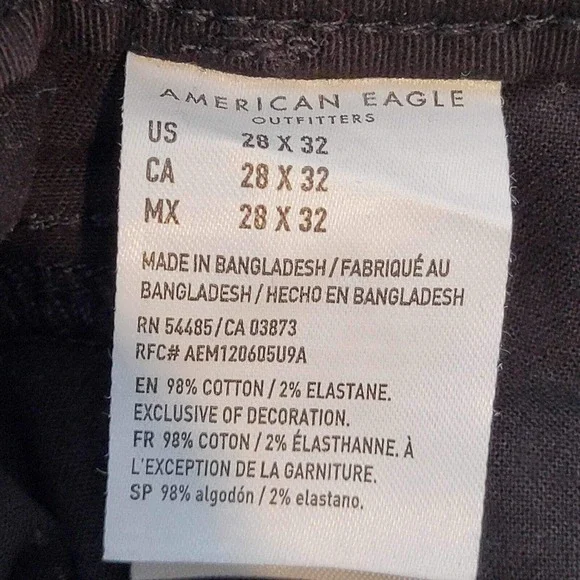 AMERICAN EAGLE
OUTFITTERS
US 28 X 32
CA 28 X 32
MX 28 X 32
MADE IN BANGLADESH / FABRIQUÉ AU
BANGLADESH / HECHO EN BANGLADESH
RN 54485 / CA 03873
RFC# AEM120605U9A
EN 98% COTTON / 2% ELASTANE.
EXCLUSIVE OF DECORATION.
FR 98% COTON / 2% ÉLASTHANNE. À
L'EXCEPTION DE LA GARNITURE.
SP 98% algodón / 2% elastano.